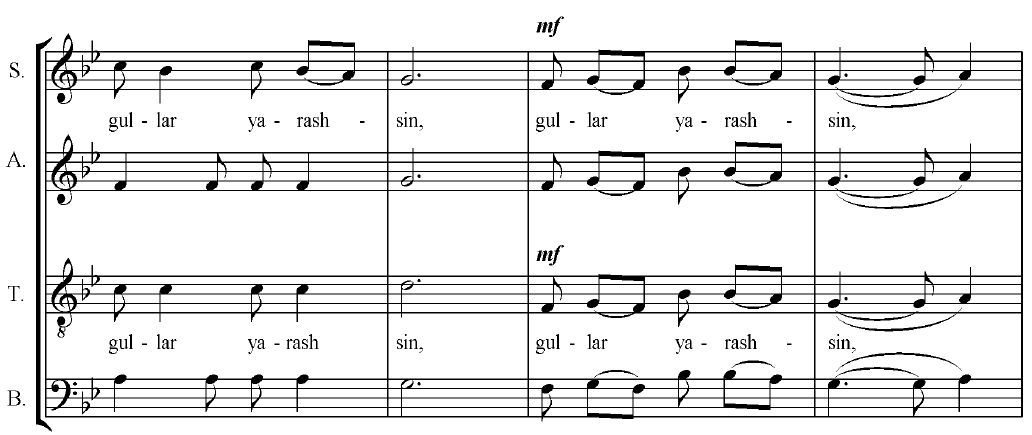 mf
S.
gul - lar ya - rash - sin, gul - lar ya - rash - sin,
A.
mf
T.
8
gul - lar ya - rash sin, gul - lar ya - rash - sin,
B.